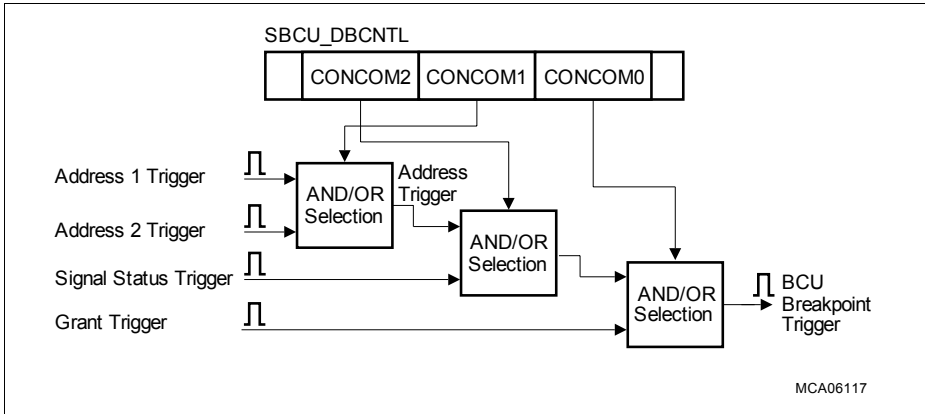 SBCU_DBCNTL
CONCOM2 CONCOM1 CONCOM0
Address 1 Trigger
Address 2 Trigger
Signal Status Trigger
Grant Trigger
AND/OR
Selection
Address
Trigger
AND/OR
Selection
AND/OR
Selection
BCU
Breakpoint
Trigger
MCA06117